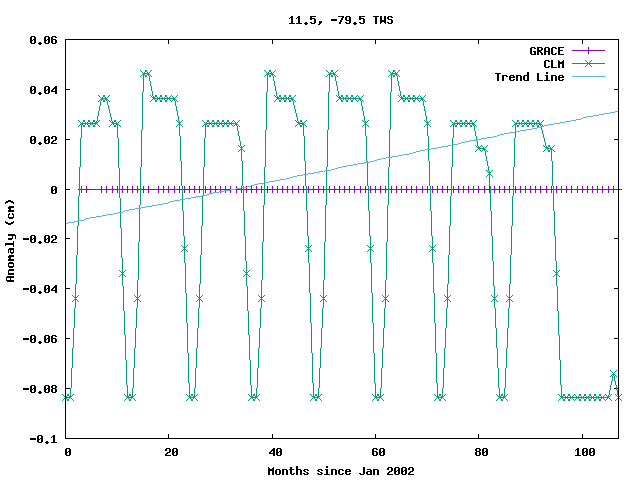 11.5, -79.5 TWS
0.06
GRACE
CLM
Trend Line
0.04
0.02
0
-0.02
-0.04
-0.06
-0.08
-0.1
Anomaly (cm)
0 20 40 60 80 100
Months since Jan 2002